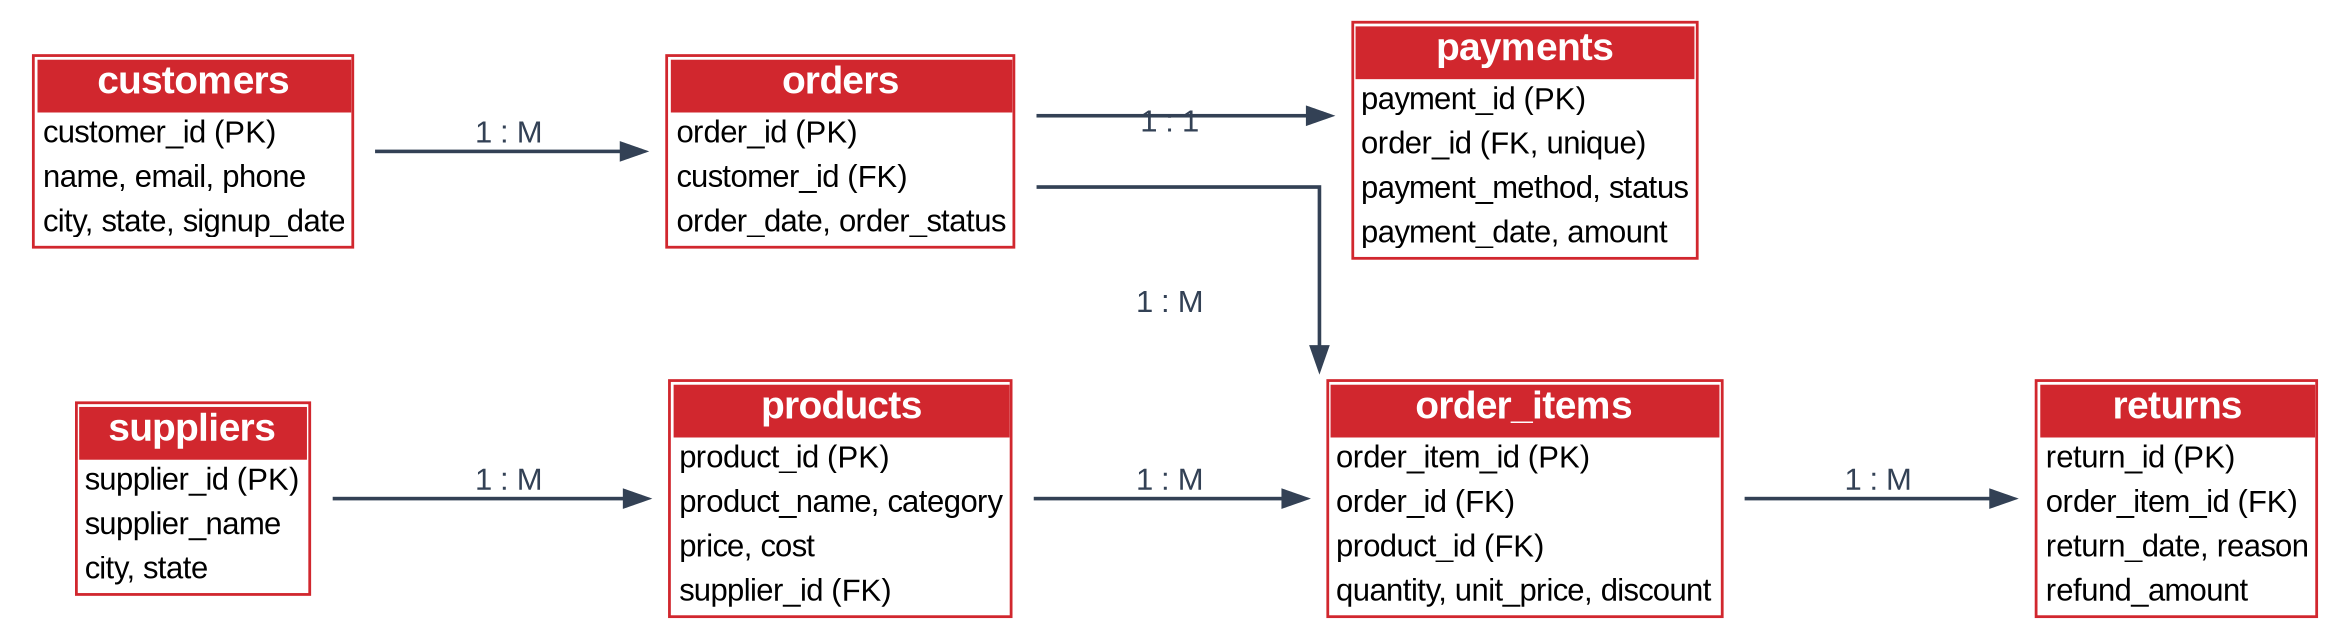 customers
customer_id (PK)
name, email, phone
city, state, signup_date
1 : M
orders
order_id (PK)
customer_id (FK)
order_date, order_status
1 : 1
payments
payment_id (PK)
order_id (FK, unique)
payment_method, status
payment_date, amount
1 : M
suppliers
supplier_id (PK)
supplier_name
city, state
1 : M
products
product_id (PK)
product_name, category
price, cost
supplier_id (FK)
1 : M
order_items
order_item_id (PK)
order_id (FK)
product_id (FK)
quantity, unit_price, discount
1 : M
returns
return_id (PK)
order_item_id (FK)
return_date, reason
refund_amount